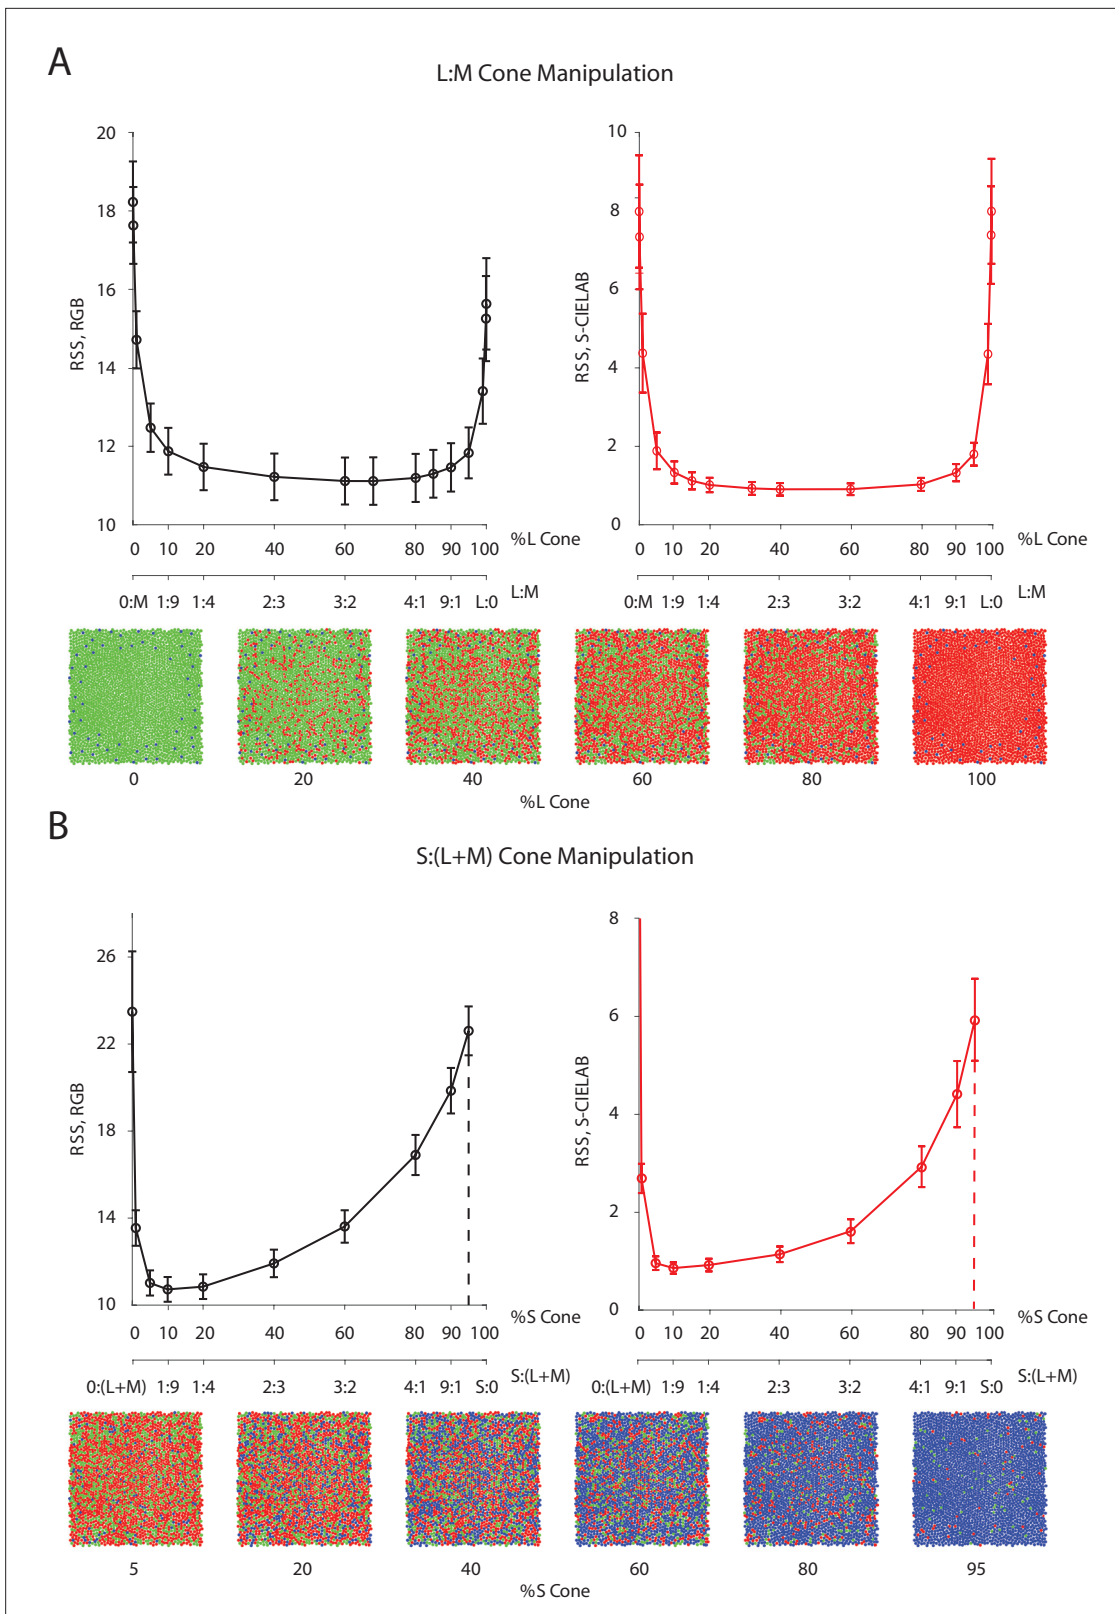 A
L:M Cone Manipulation
20
18
16
14
12
10
RSS, RGB
0 10 20 40 60 80 90 100 %L Cone
0:M 1:9 1:4 2:3 3:2 4:1 9:1 L:0 L:M
10
8
6
4
2
0
RSS, S-CIELAB
0 10 20 40 60 80 90 100 %L Cone
0:M 1:9 1:4 2:3 3:2 4:1 9:1 L:0 L:M
0 20 40 60 80 100
%L Cone
B
S:(L+M) Cone Manipulation
26
22
18
14
10
RSS, RGB
0 10 20 40 60 80 90 100 %S Cone
0:(L+M) 1:9 1:4 2:3 3:2 4:1 9:1 S:0 S:(L+M)
8
6
4
2
0
RSS, S-CIELAB
0 10 20 40 60 80 90 100 %S Cone
0:(L+M) 1:9 1:4 2:3 3:2 4:1 9:1 S:0 S:(L+M)
5 20 40 60 80 95
%S Cone